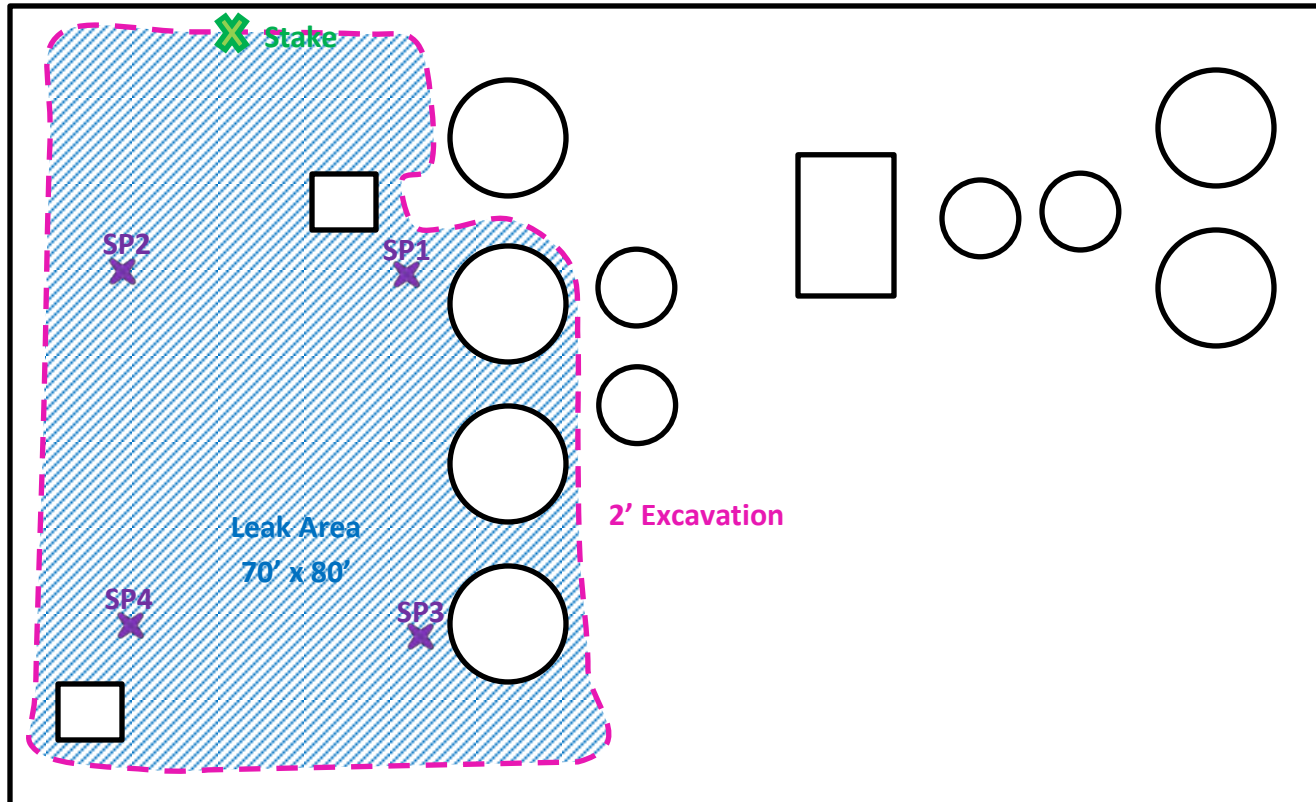 Stake
SP2
SP1
2’ Excavation
Leak Area
70’ x 80’
SP4
SP3